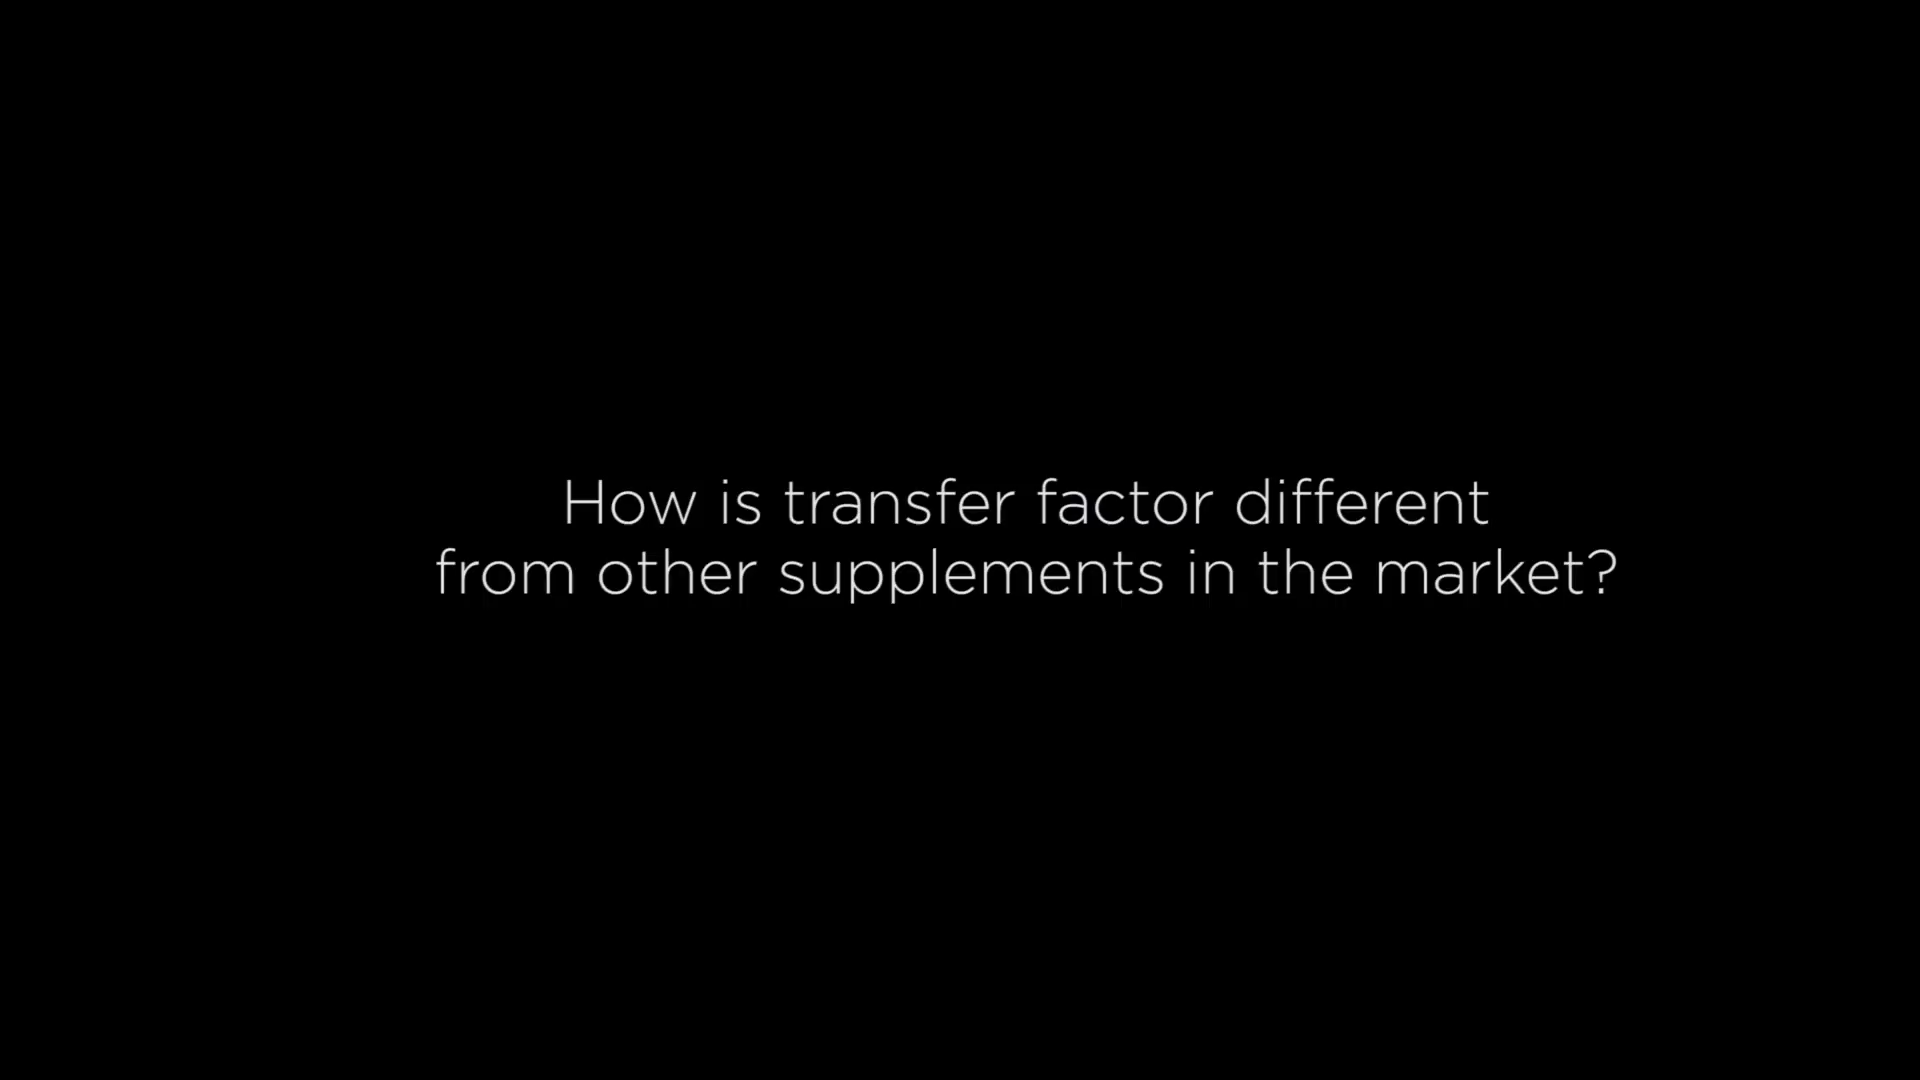 How is transfer factor different
from other supplements in the market?